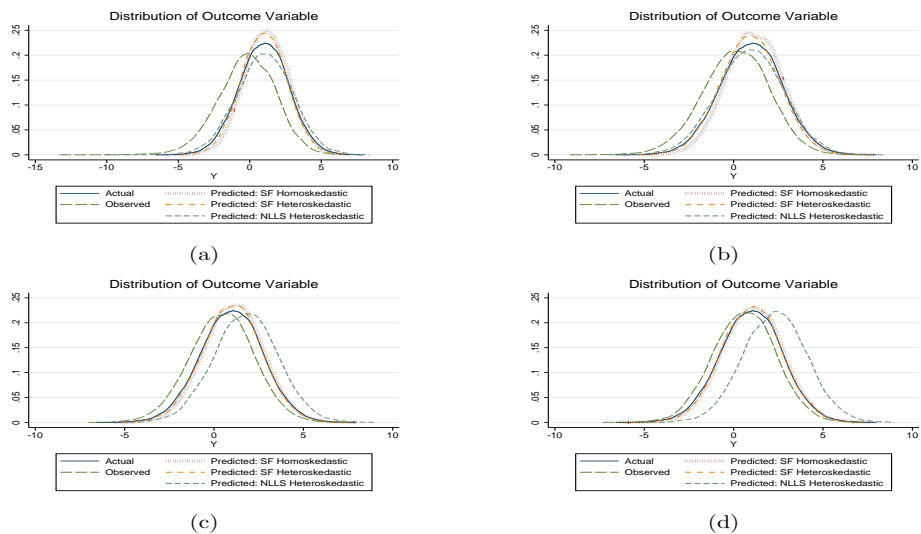 Distribution of Outcome Variable
.25
.2
.15
.1
.05
0
-15 -10 -5 0 5 10
Y
Actual
Observed
Predicted: SF Homoskedastic
Predicted: SF Heteroskedastic
Predicted: NLLS Heteroskedastic
(a)
Distribution of Outcome Variable
.25
.2
.15
.1
.05
0
-10 -5 0 5 10
Y
Actual
Observed
Predicted: SF Homoskedastic
Predicted: SF Heteroskedastic
Predicted: NLLS Heteroskedastic
(b)
Distribution of Outcome Variable
.25
.2
.15
.1
.05
0
-10 -5 0 5 10
Y
Actual
Observed
Predicted: SF Homoskedastic
Predicted: SF Heteroskedastic
Predicted: NLLS Heteroskedastic
(c)
Distribution of Outcome Variable
.25
.2
.15
.1
.05
0
-10 -5 0 5 10
Y
Actual
Observed
Predicted: SF Homoskedastic
Predicted: SF Heteroskedastic
Predicted: NLLS Heteroskedastic
(d)